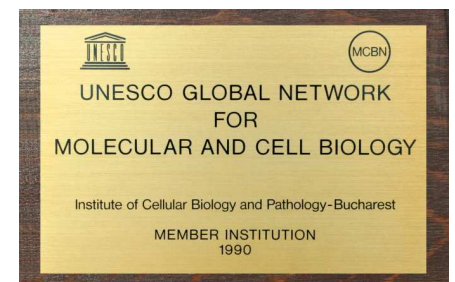 UNESCO MCBN
UNESCO GLOBAL NETWORK
FOR
MOLECULAR AND CELL BIOLOGY
Institute of Cellular Biology and Pathology-Bucharest
MEMBER INSTITUTION
1990